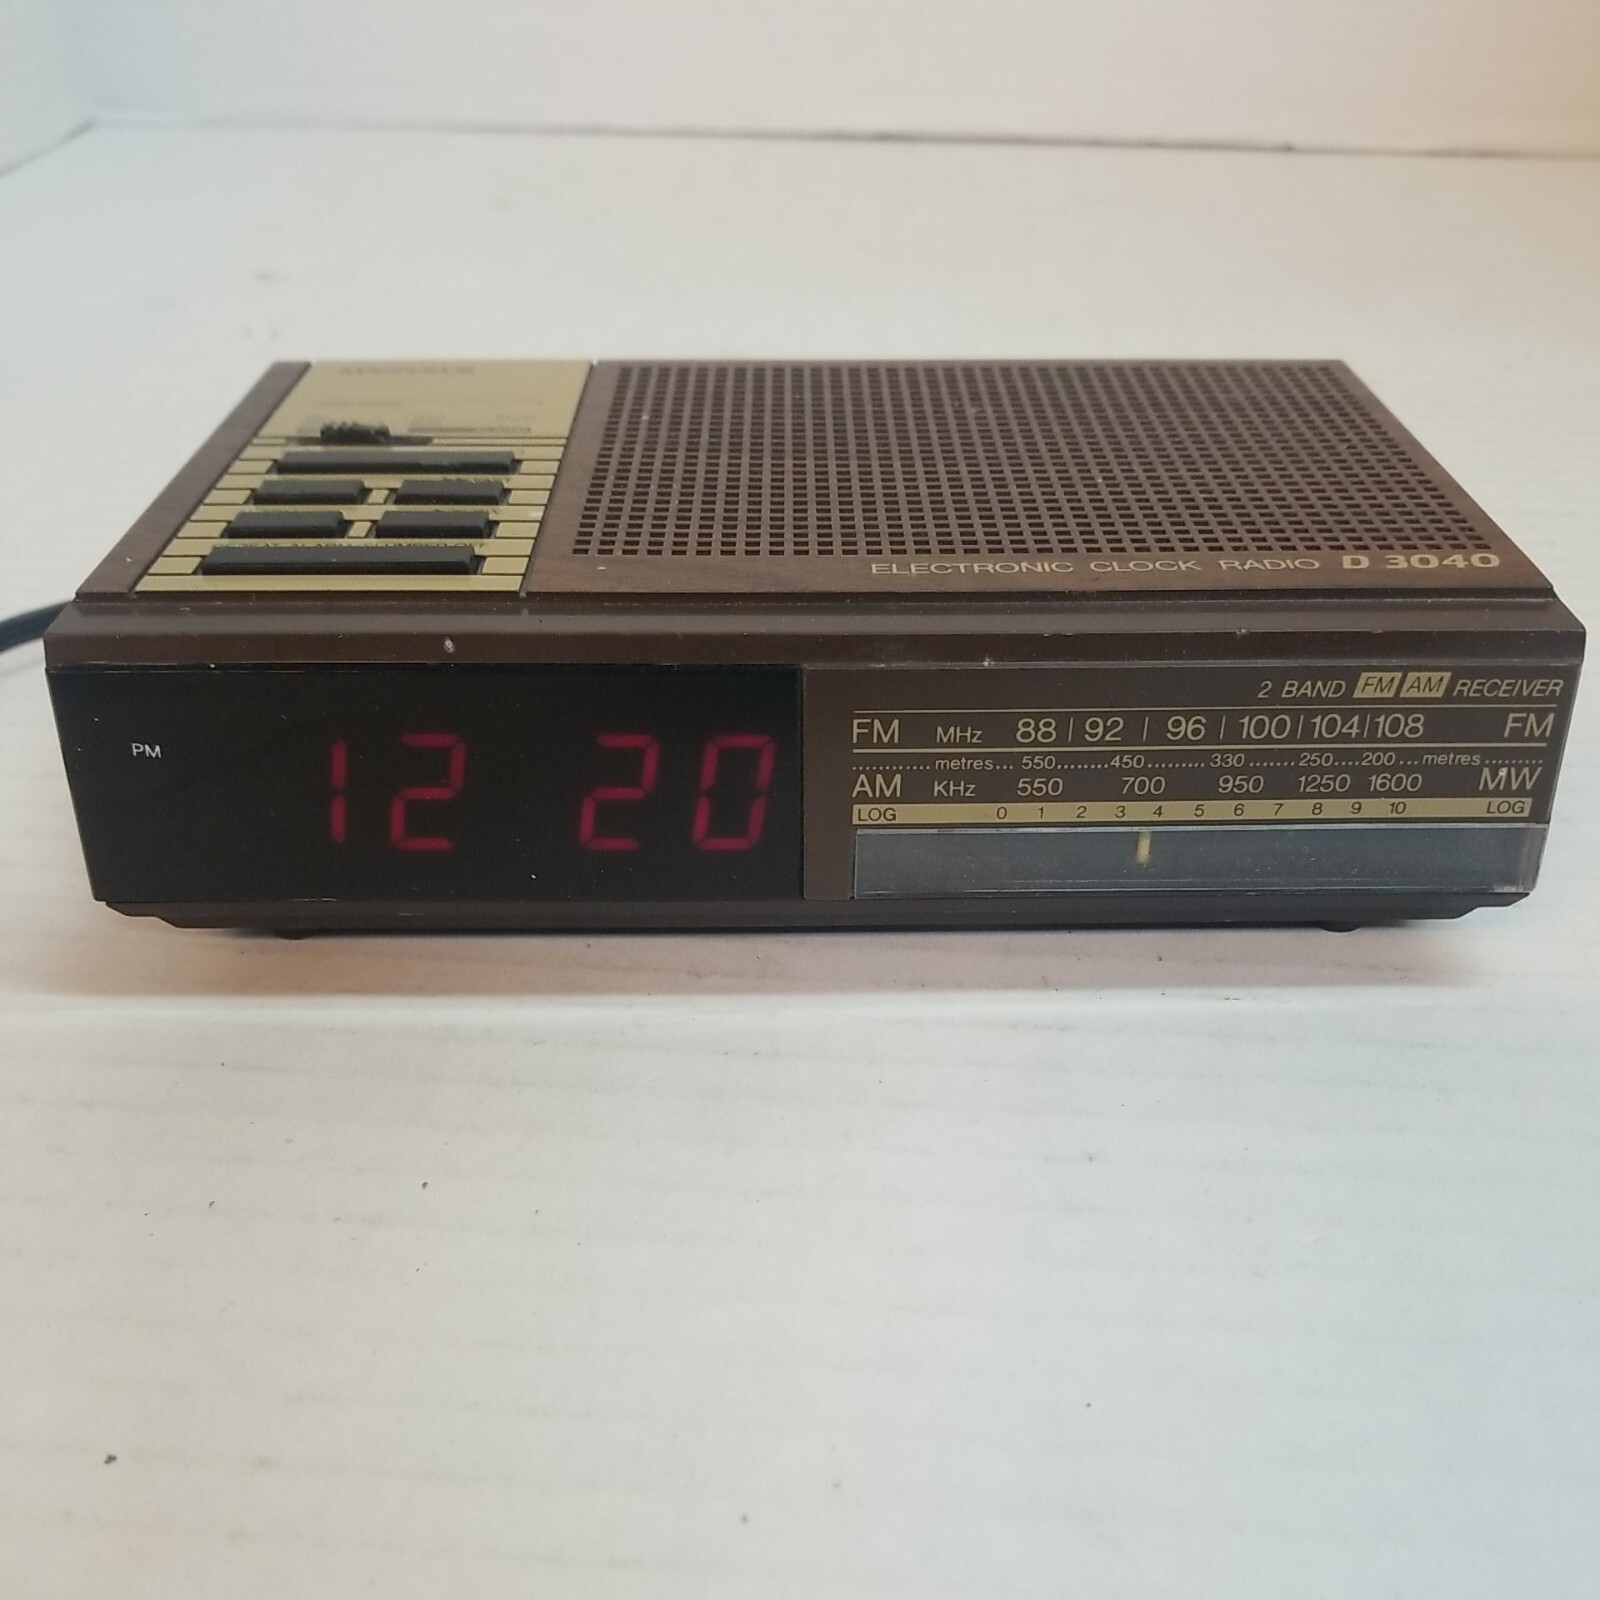 ELECTRONIC CLOCK RADIO D 3040
PM
12 20
2 BAND FM AM RECEIVER
FM MHz 88 | 92 | 96 | 100 | 104 | 108 FM
metres... 550........450.........330.......250...200... metres
AM KHz 550 700 950 1250 1600 MW
LOG 0 1 2 3 4 5 6 7 8 9 10 LOG